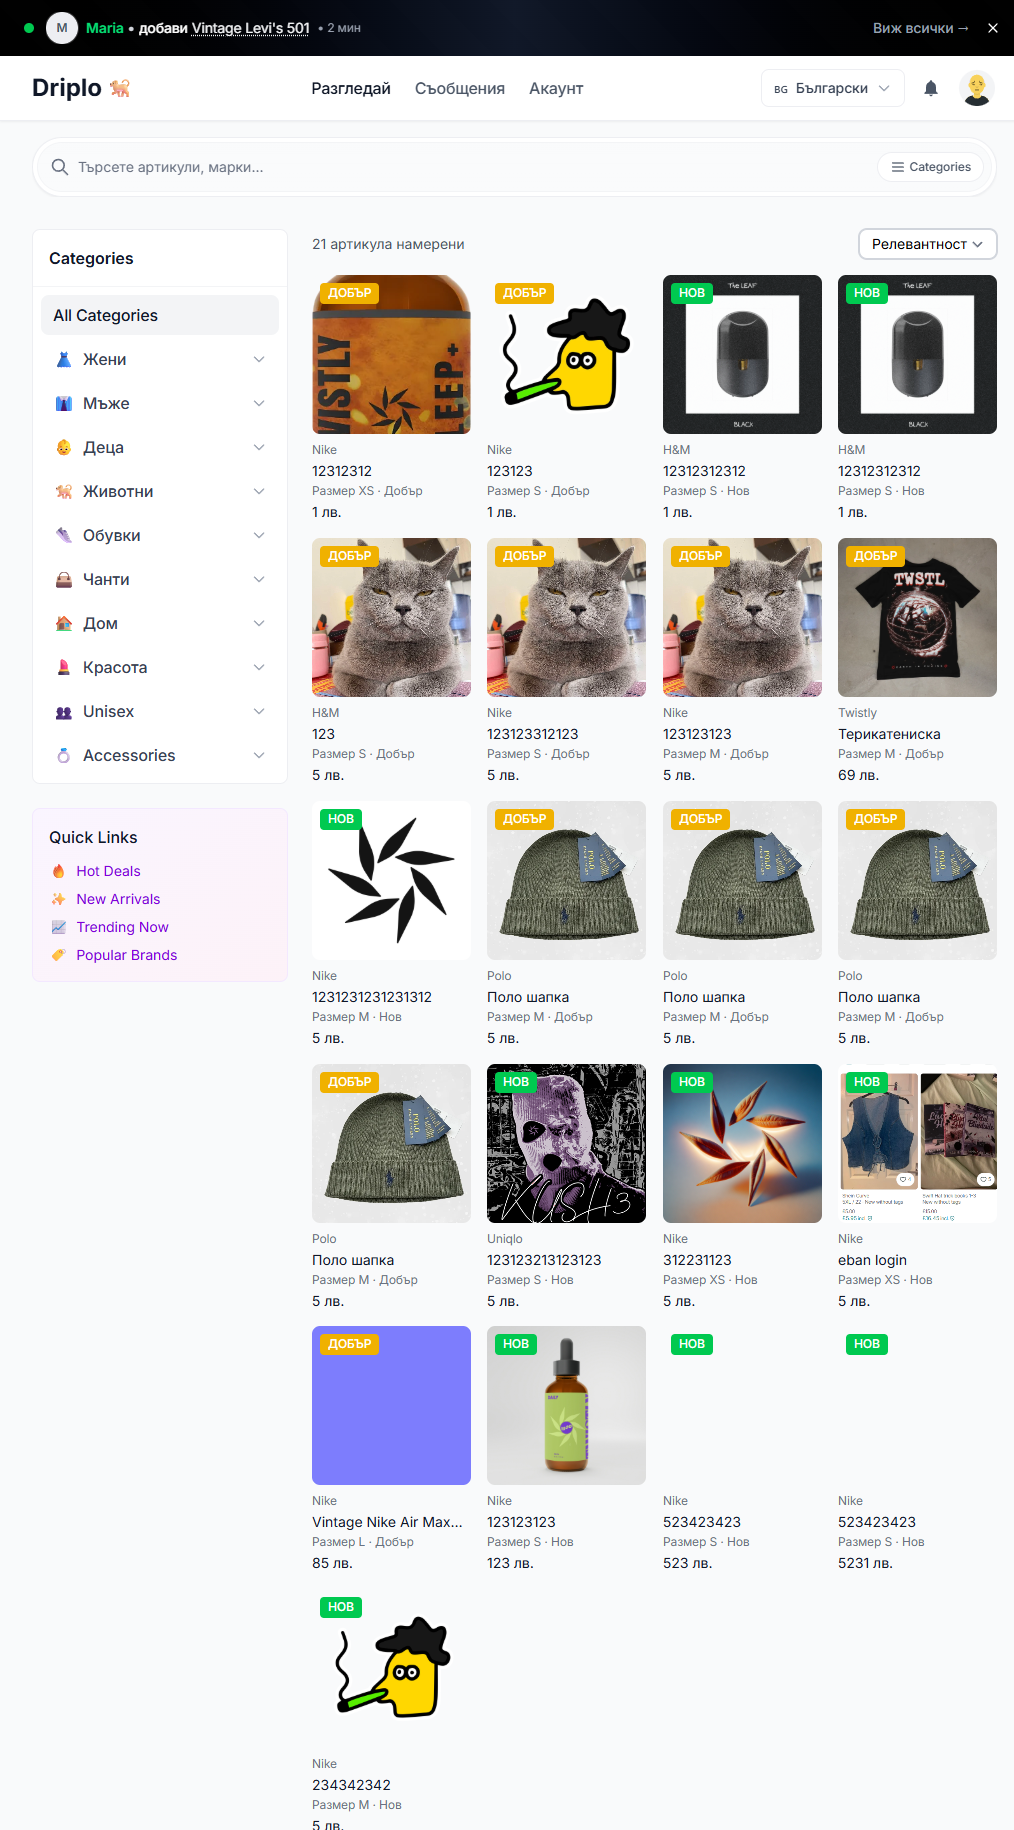 M Maria • добави Vintage Levi's 501 • 2 мин Виж всички → ×
Driplo
Разгледай Съобщения Акаунт
BG Български
Търсете артикули, марки...
Categories
Categories
All Categories
Жени
Мъже
Деца
Животни
Обувки
Чанти
Дом
Красота
Unisex
Accessories
Quick Links
Hot Deals
New Arrivals
Trending Now
Popular Brands
21 артикула намерени
Релевантност
ДОБЪР
Nike
12312312
Размер XS · Добър
1 лв.
ДОБЪР
Nike
123123
Размер S · Добър
1 лв.
НОВ
The LEAF
BLACK
H&M
12312312312
Размер S · Нов
1 лв.
НОВ
The LEAF
BLACK
H&M
12312312312
Размер S · Нов
1 лв.
ДОБЪР
H&M
123
Размер S · Добър
5 лв.
ДОБЪР
Nike
123123312123
Размер S · Добър
5 лв.
ДОБЪР
Nike
123123123
Размер M · Добър
5 лв.
ДОБЪР
TWSTL
Twistly
Терикатениска
Размер M · Добър
69 лв.
НОВ
Nike
1231231231231312
Размер M · Нов
5 лв.
ДОБЪР
Polo
Поло шапка
Размер M · Добър
5 лв.
ДОБЪР
Polo
Поло шапка
Размер M · Добър
5 лв.
ДОБЪР
Polo
Поло шапка
Размер M · Добър
5 лв.
ДОБЪР
Polo
Поло шапка
Размер M · Добър
5 лв.
НОВ
KUSH3
Uniqlo
123123213123123
Размер S · Нов
5 лв.
НОВ
Nike
312231123
Размер XS · Нов
5 лв.
НОВ
Nike
eban login
Размер XS · Нов
5 лв.
ДОБЪР
Nike
Vintage Nike Air Max...
Размер L · Добър
85 лв.
НОВ
Nike
123123123
Размер S · Нов
123 лв.
НОВ
Nike
523423423
Размер S · Нов
523 лв.
НОВ
Nike
523423423
Размер S · Нов
5231 лв.
НОВ
Nike
234342342
Размер M · Нов
5 лв.